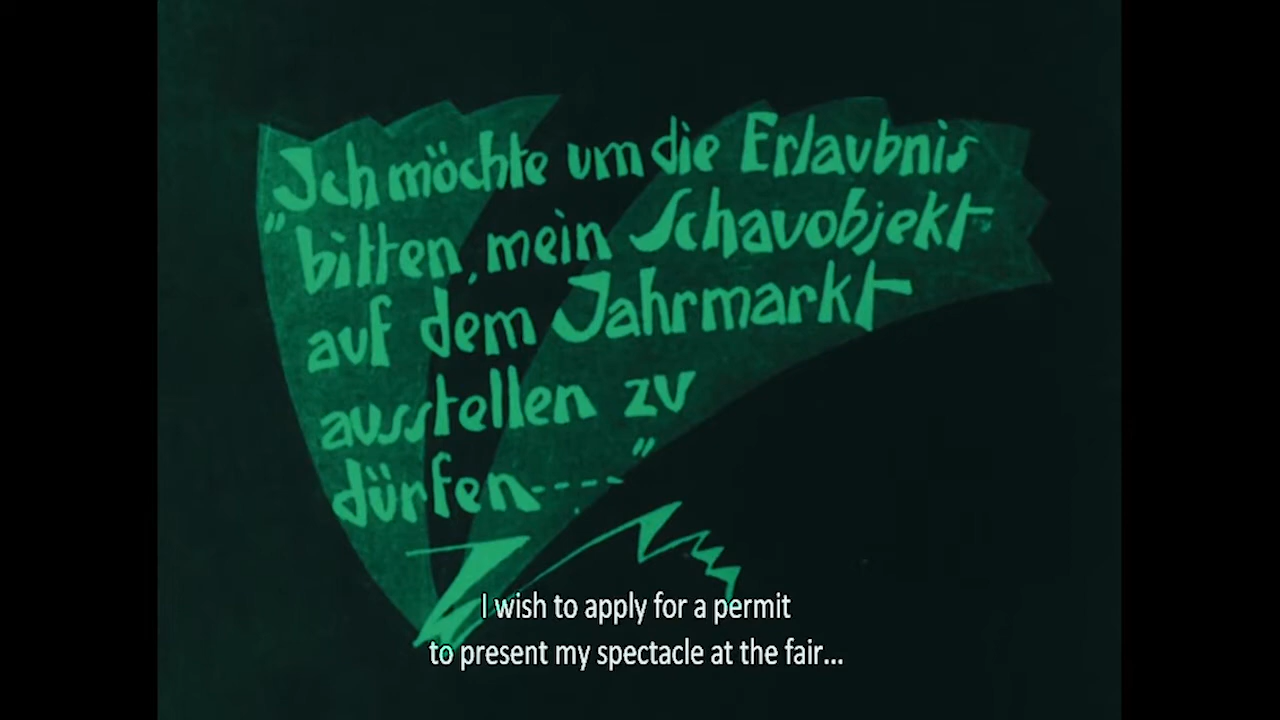 „Ich möchte um die Erlaubnis
bitten, mein Schauobjekt
auf dem Jahrmarkt
ausstellen zu
dürfen----"
I wish to apply for a permit
to present my spectacle at the fair...